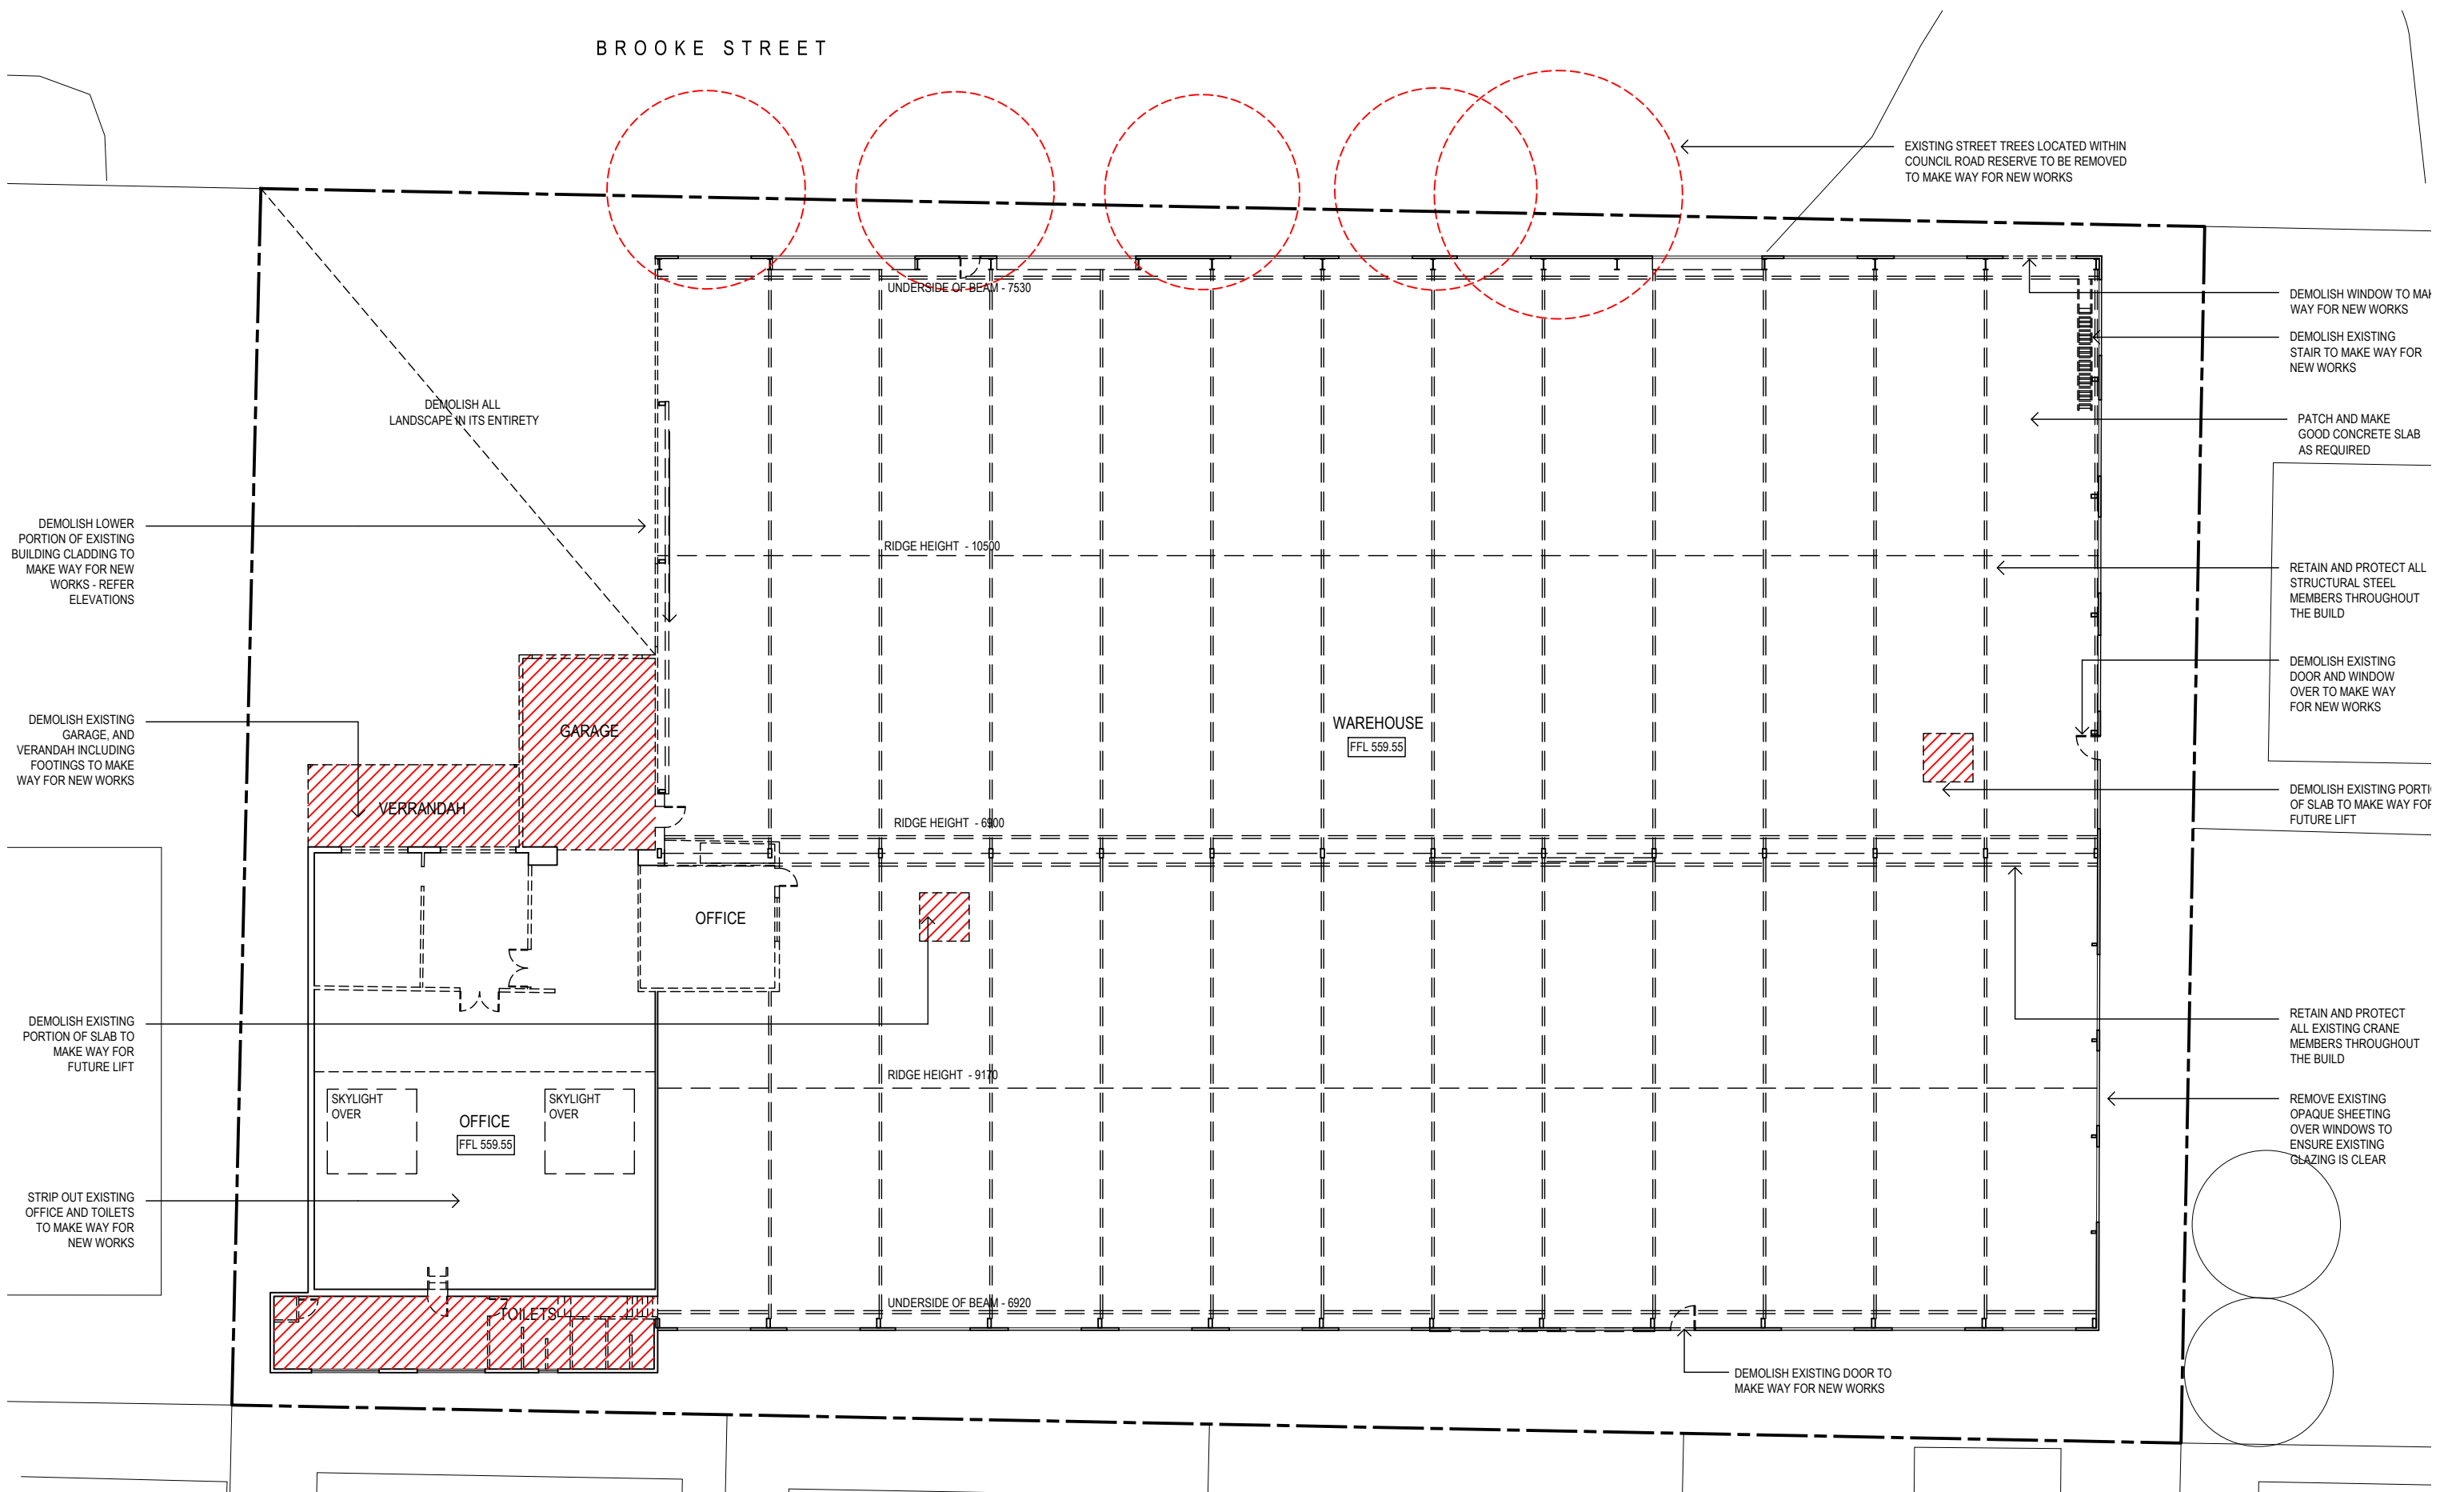 BROOKE STREET
EXISTING STREET TREES LOCATED WITHIN
COUNCIL ROAD RESERVE TO BE REMOVED
TO MAKE WAY FOR NEW WORKS
UNDERSIDE OF BEAM - 7530
DEMOLISH WINDOW TO MAK
WAY FOR NEW WORKS
DEMOLISH EXISTING
STAIR TO MAKE WAY FOR
NEW WORKS
DEMOLISH ALL
LANDSCAPE IN ITS ENTIRETY
PATCH AND MAKE
GOOD CONCRETE SLAB
AS REQUIRED
DEMOLISH LOWER
PORTION OF EXISTING
BUILDING CLADDING TO
MAKE WAY FOR NEW
WORKS - REFER
ELEVATIONS
RIDGE HEIGHT - 10500
RETAIN AND PROTECT ALL
STRUCTURAL STEEL
MEMBERS THROUGHOUT
THE BUILD
DEMOLISH EXISTING
DOOR AND WINDOW
OVER TO MAKE WAY
FOR NEW WORKS
DEMOLISH EXISTING
GARAGE, AND
VERANDAH INCLUDING
FOOTINGS TO MAKE
WAY FOR NEW WORKS
GARAGE
WAREHOUSE
FFL 559.55
VERRANDAH
DEMOLISH EXISTING PORTI
OF SLAB TO MAKE WAY FOR
FUTURE LIFT
RIDGE HEIGHT - 6900
OFFICE
DEMOLISH EXISTING
PORTION OF SLAB TO
MAKE WAY FOR
FUTURE LIFT
RETAIN AND PROTECT
ALL EXISTING CRANE
MEMBERS THROUGHOUT
THE BUILD
RIDGE HEIGHT - 9170
SKYLIGHT
OVER
SKYLIGHT
OVER
OFFICE
FFL 559.55
REMOVE EXISTING
OPAQUE SHEETING
OVER WINDOWS TO
ENSURE EXISTING
GLAZING IS CLEAR
STRIP OUT EXISTING
OFFICE AND TOILETS
TO MAKE WAY FOR
NEW WORKS
UNDERSIDE OF BEAM - 6920
TOILETS
DEMOLISH EXISTING DOOR TO
MAKE WAY FOR NEW WORKS